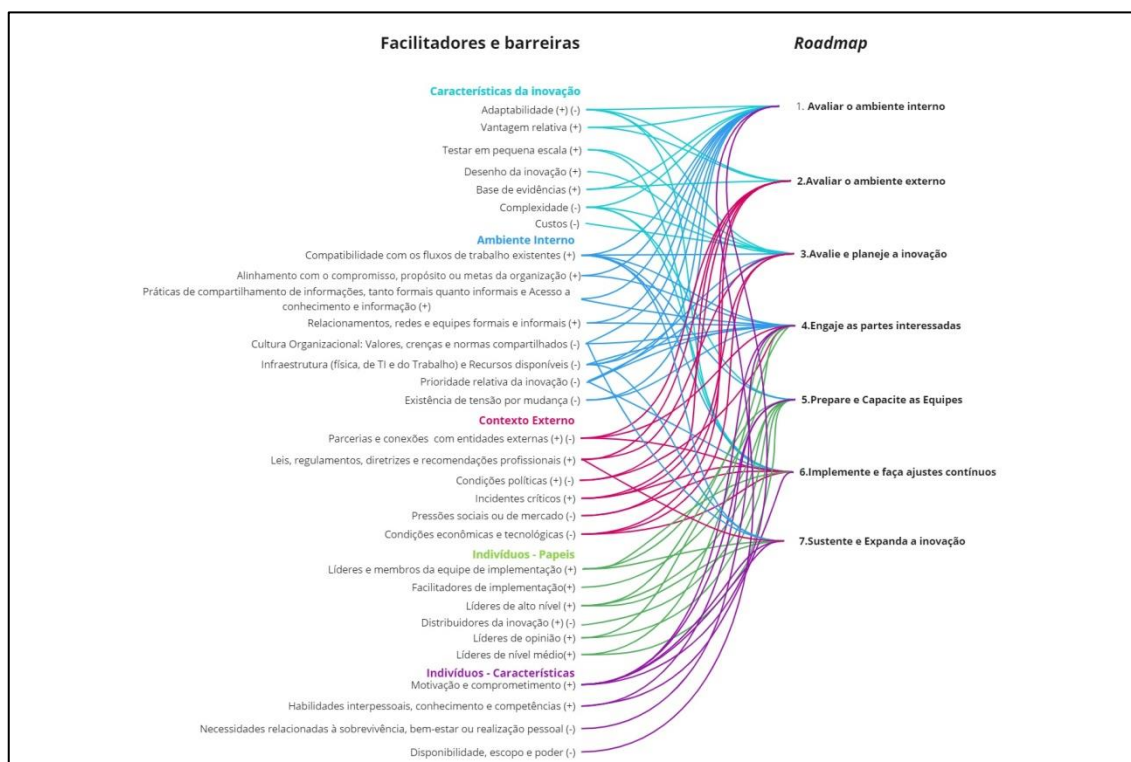 Facilitadores e barreiras
Roadmap
Características da inovação
Adaptabilidade (+) (-)
Vantagem relativa (+)
Testar em pequena escala (+)
Desenho da inovação (+)
Base de evidências (+)
Complexidade (-)
Custos (-)
Ambiente Interno
Compatibilidade com os fluxos de trabalho existentes (+)
Alinhamento com o compromisso, propósito ou metas da organização (+)
Práticas de compartilhamento de informações, tanto formais quanto informais e Acesso a
conhecimento e informação (+)
Relacionamentos, redes e equipes formais e informais (+)
Cultura Organizacional: Valores, crenças e normas compartilhados (-)
Infraestrutura (física, de TI e do Trabalho) e Recursos disponíveis (-)
Prioridade relativa da inovação (-)
Existência de tensão por mudança (-)
Contexto Externo
Parcerias e conexões com entidades externas (+) (-)
Leis, regulamentos, diretrizes e recomendações profissionais (+)
Condições políticas (+) (-)
Incidentes críticos (+)
Pressões sociais ou de mercado (-)
Condições econômicas e tecnológicas (-)
Indivíduos - Papeis
Líderes e membros da equipe de implementação (+)
Facilitadores de implementação(+)
Líderes de alto nível (+)
Distribuidores da inovação (+) (-)
Líderes de opinião (+)
Líderes de nível médio(+)
Indivíduos - Características
Motivação e comprometimento (+)
Habilidades interpessoais, conhecimento e competências (+)
Necessidades relacionadas à sobrevivência, bem-estar ou realização pessoal (-)
Disponibilidade, escopo e poder (-)
1. Avaliar o ambiente interno
2.Avaliar o ambiente externo
3.Avalie e planeje a inovação
4.Engaje as partes interessadas
5.Prepare e Capacite as Equipes
6.Implemente e faça ajustes contínuos
7.Sustente e Expanda a inovação